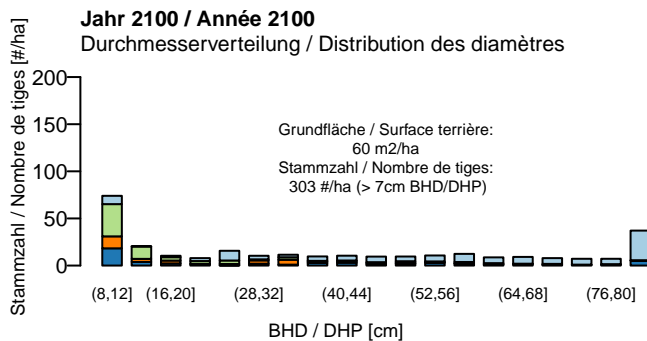 Jahr 2100 / Année 2100
Durchmesserverteilung / Distribution des diamètres
Stammzahl / Nombre de tiges [#/ha]
200
150
100
50
0
Grundfläche / Surface terrière:
60 m2/ha
Stammzahl / Nombre de tiges:
303 #/ha (> 7cm BHD/DHP)
(8,12] (16,20] (28,32] (40,44] (52,56] (64,68] (76,80]
BHD / DHP [cm]